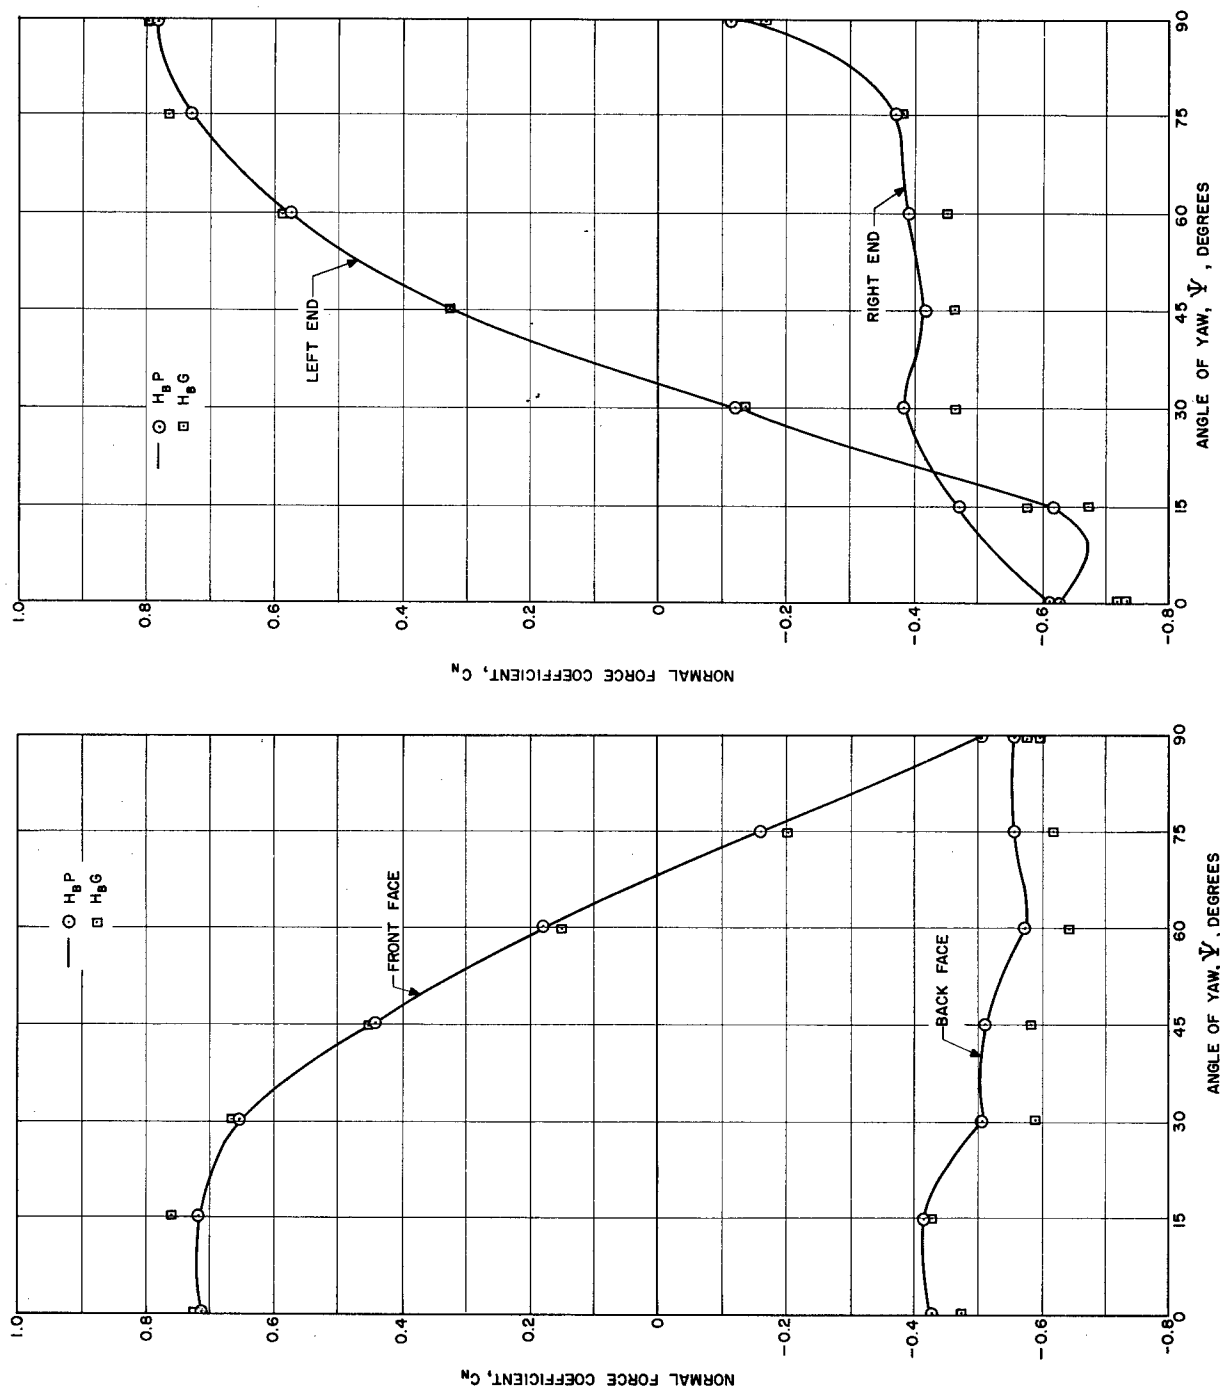 1.0
0.8
0.6
0.4
0.2
0
-0.2
-0.4
-0.6
-0.8
NORMAL FORCE COEFFICIENT, C_N
H_B P
H_B G
FRONT FACE
BACK FACE
0 15 30 45 60 75 90
ANGLE OF YAW, Ψ, DEGREES
1.0
0.8
0.6
0.4
0.2
0
-0.2
-0.4
-0.6
-0.8
NORMAL FORCE COEFFICIENT, C_N
H_B P
H_B G
LEFT END
RIGHT END
0 15 30 45 60 75 90
ANGLE OF YAW, Ψ, DEGREES